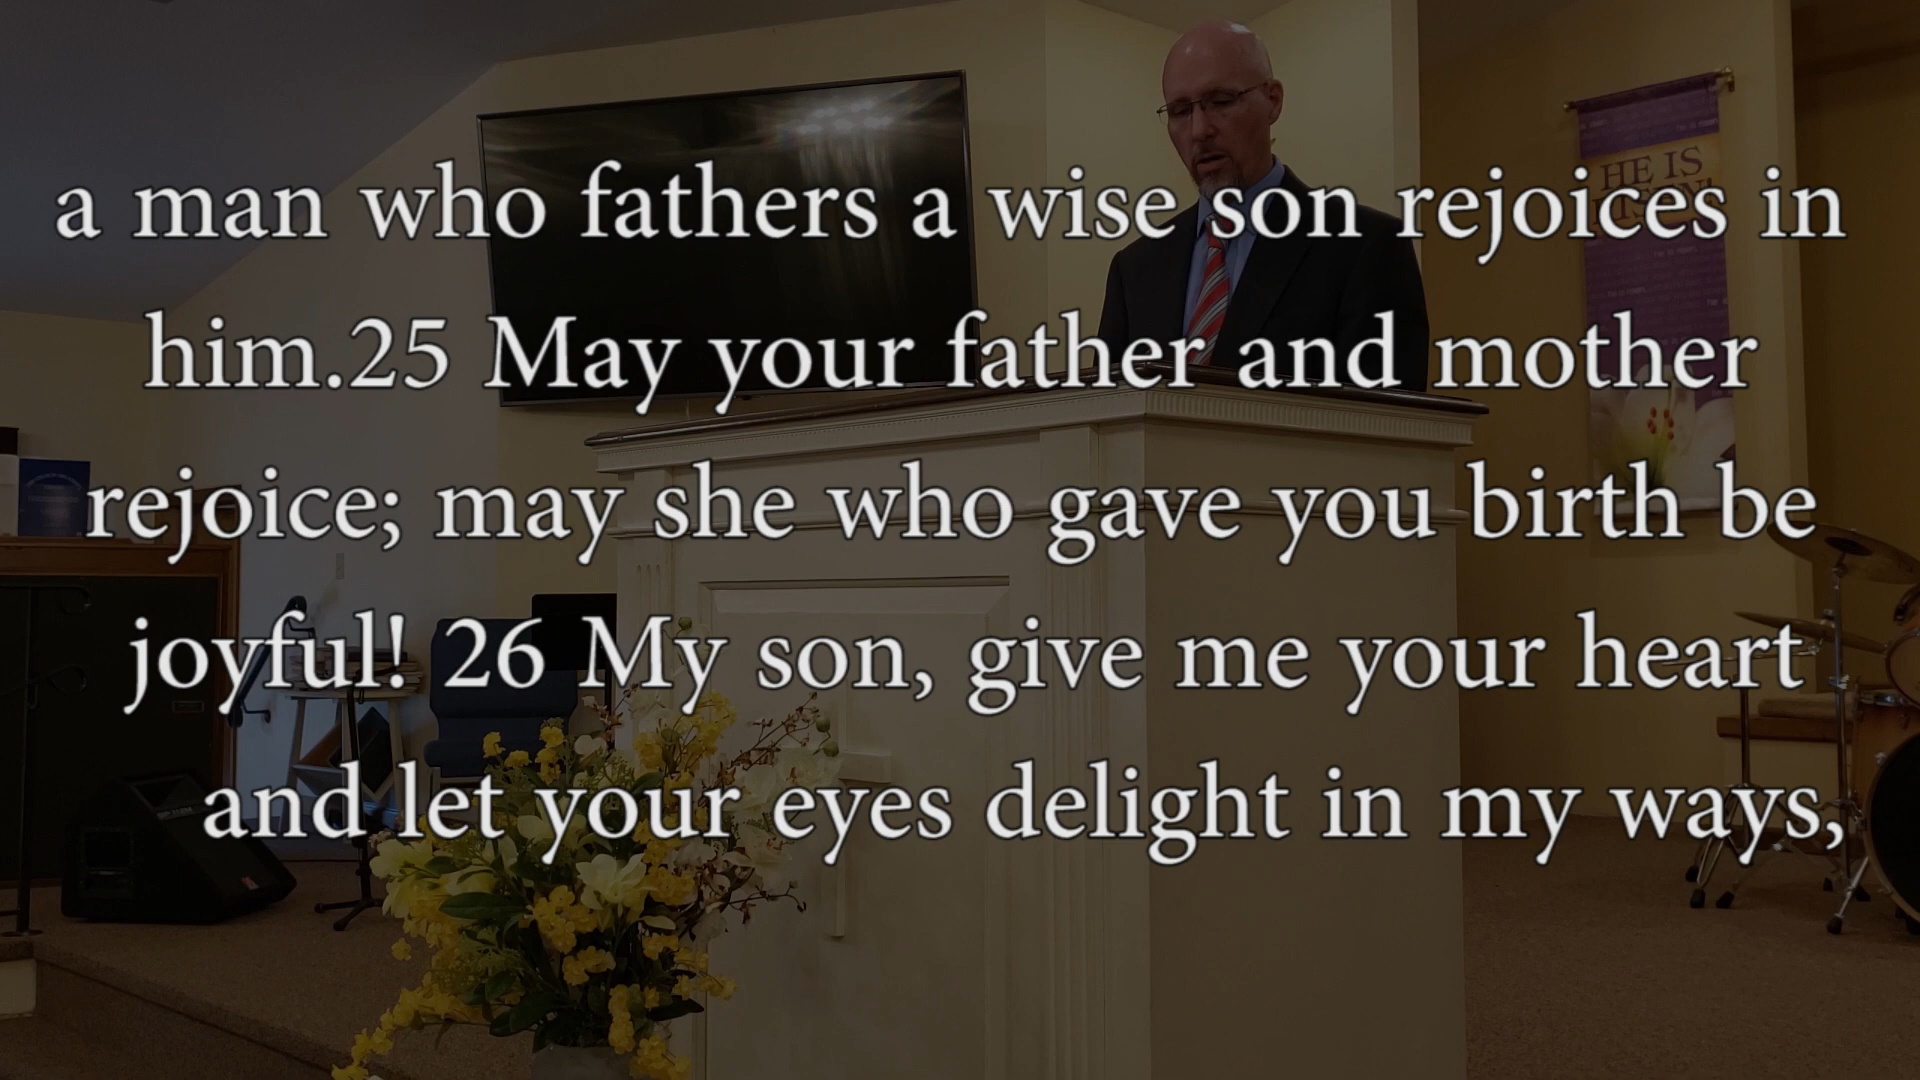 a man who fathers a wise son rejoices in
him.25 May your father and mother
rejoice; may she who gave you birth be
joyful! 26 My son, give me your heart
and let your eyes delight in my ways,
HE IS